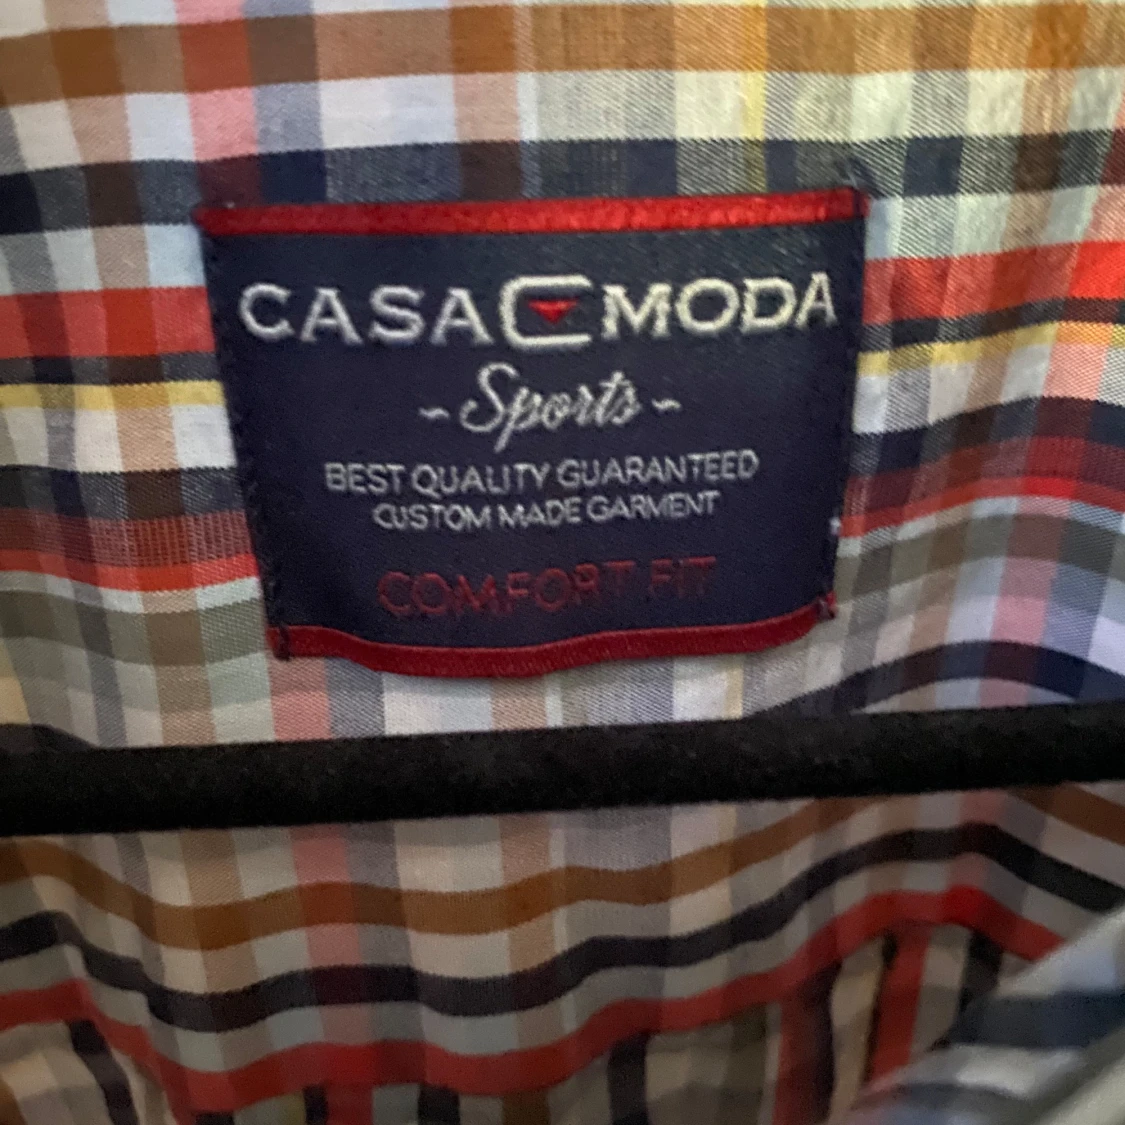 CASA MODA
~ Sports ~
BEST QUALITY GUARANTEED
CUSTOM MADE GARMENT
COMFORT FIT